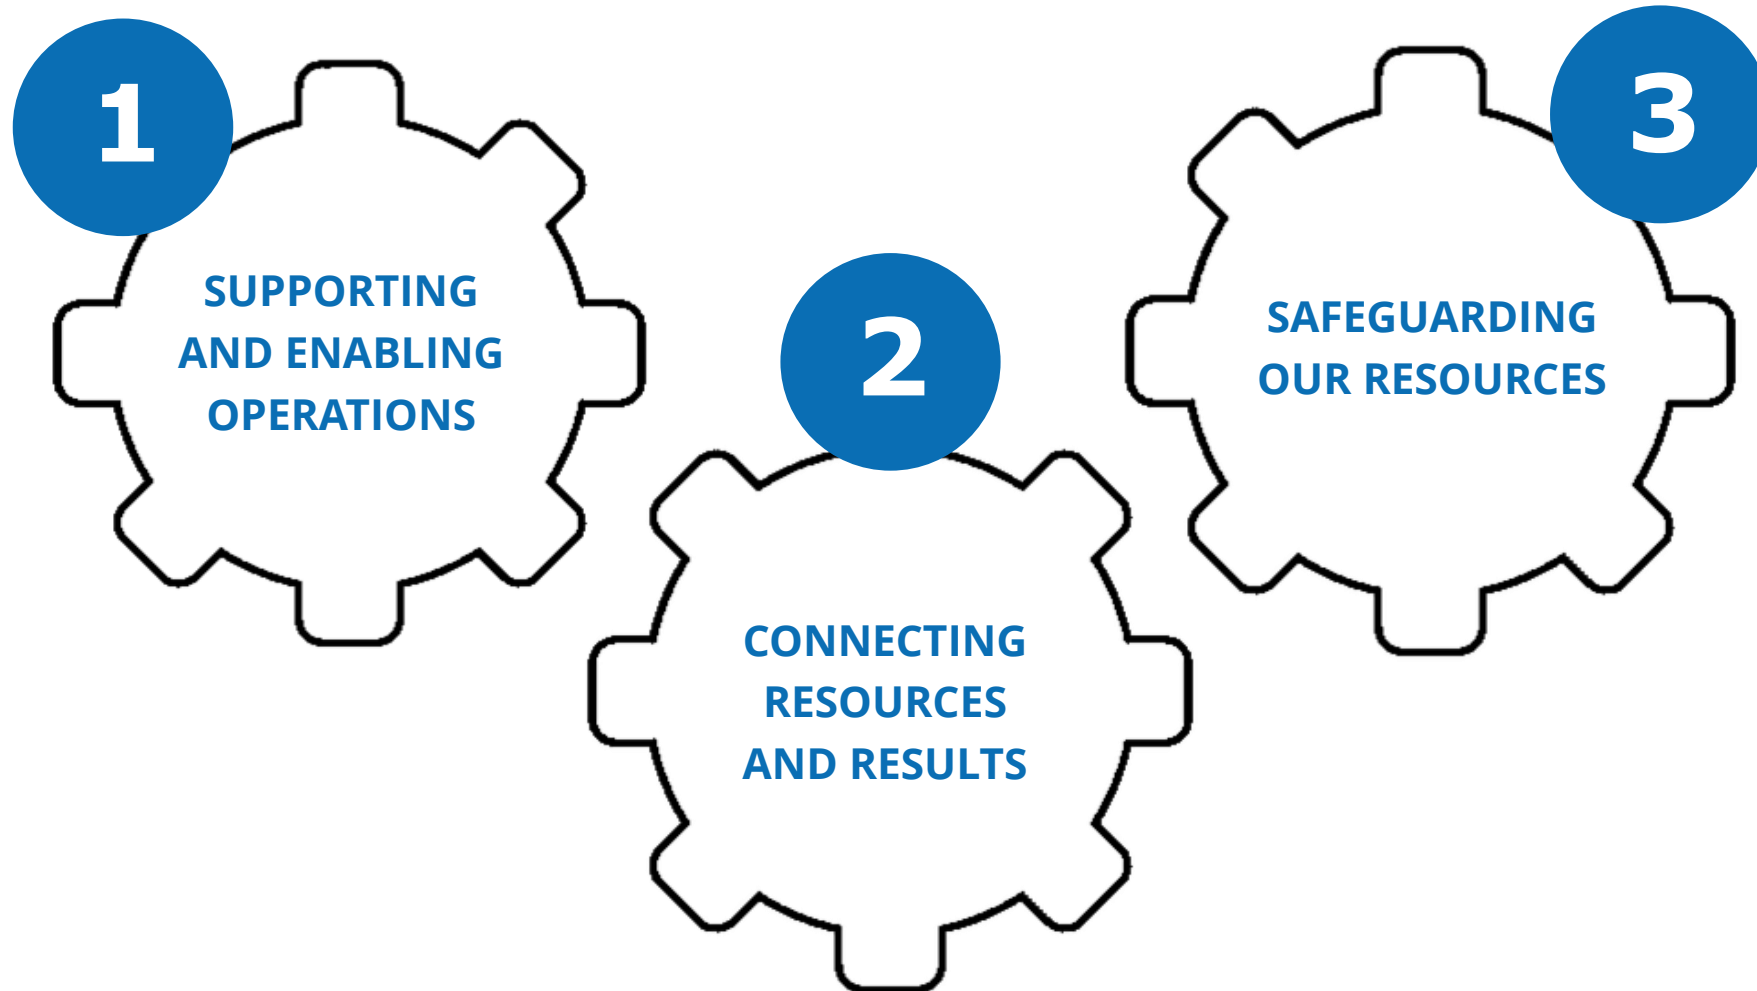 1
SUPPORTING
AND ENABLING
OPERATIONS
2
CONNECTING
RESOURCES
AND RESULTS
3
SAFEGUARDING
OUR RESOURCES